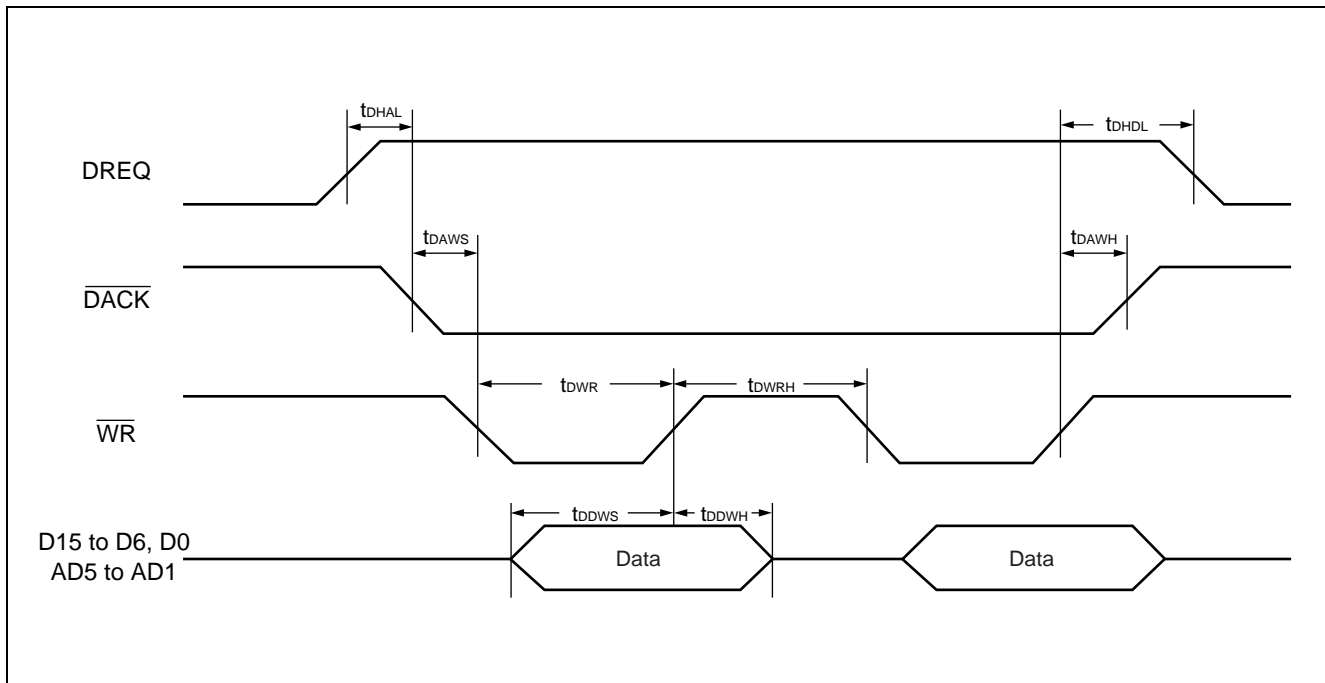 tDHAL
tDHDL
DREQ
tDAWS
tDAWH
DACK
tDWR
tDWRH
WR
tDDWS
tDDWH
D15 to D6, D0
AD5 to AD1
Data
Data